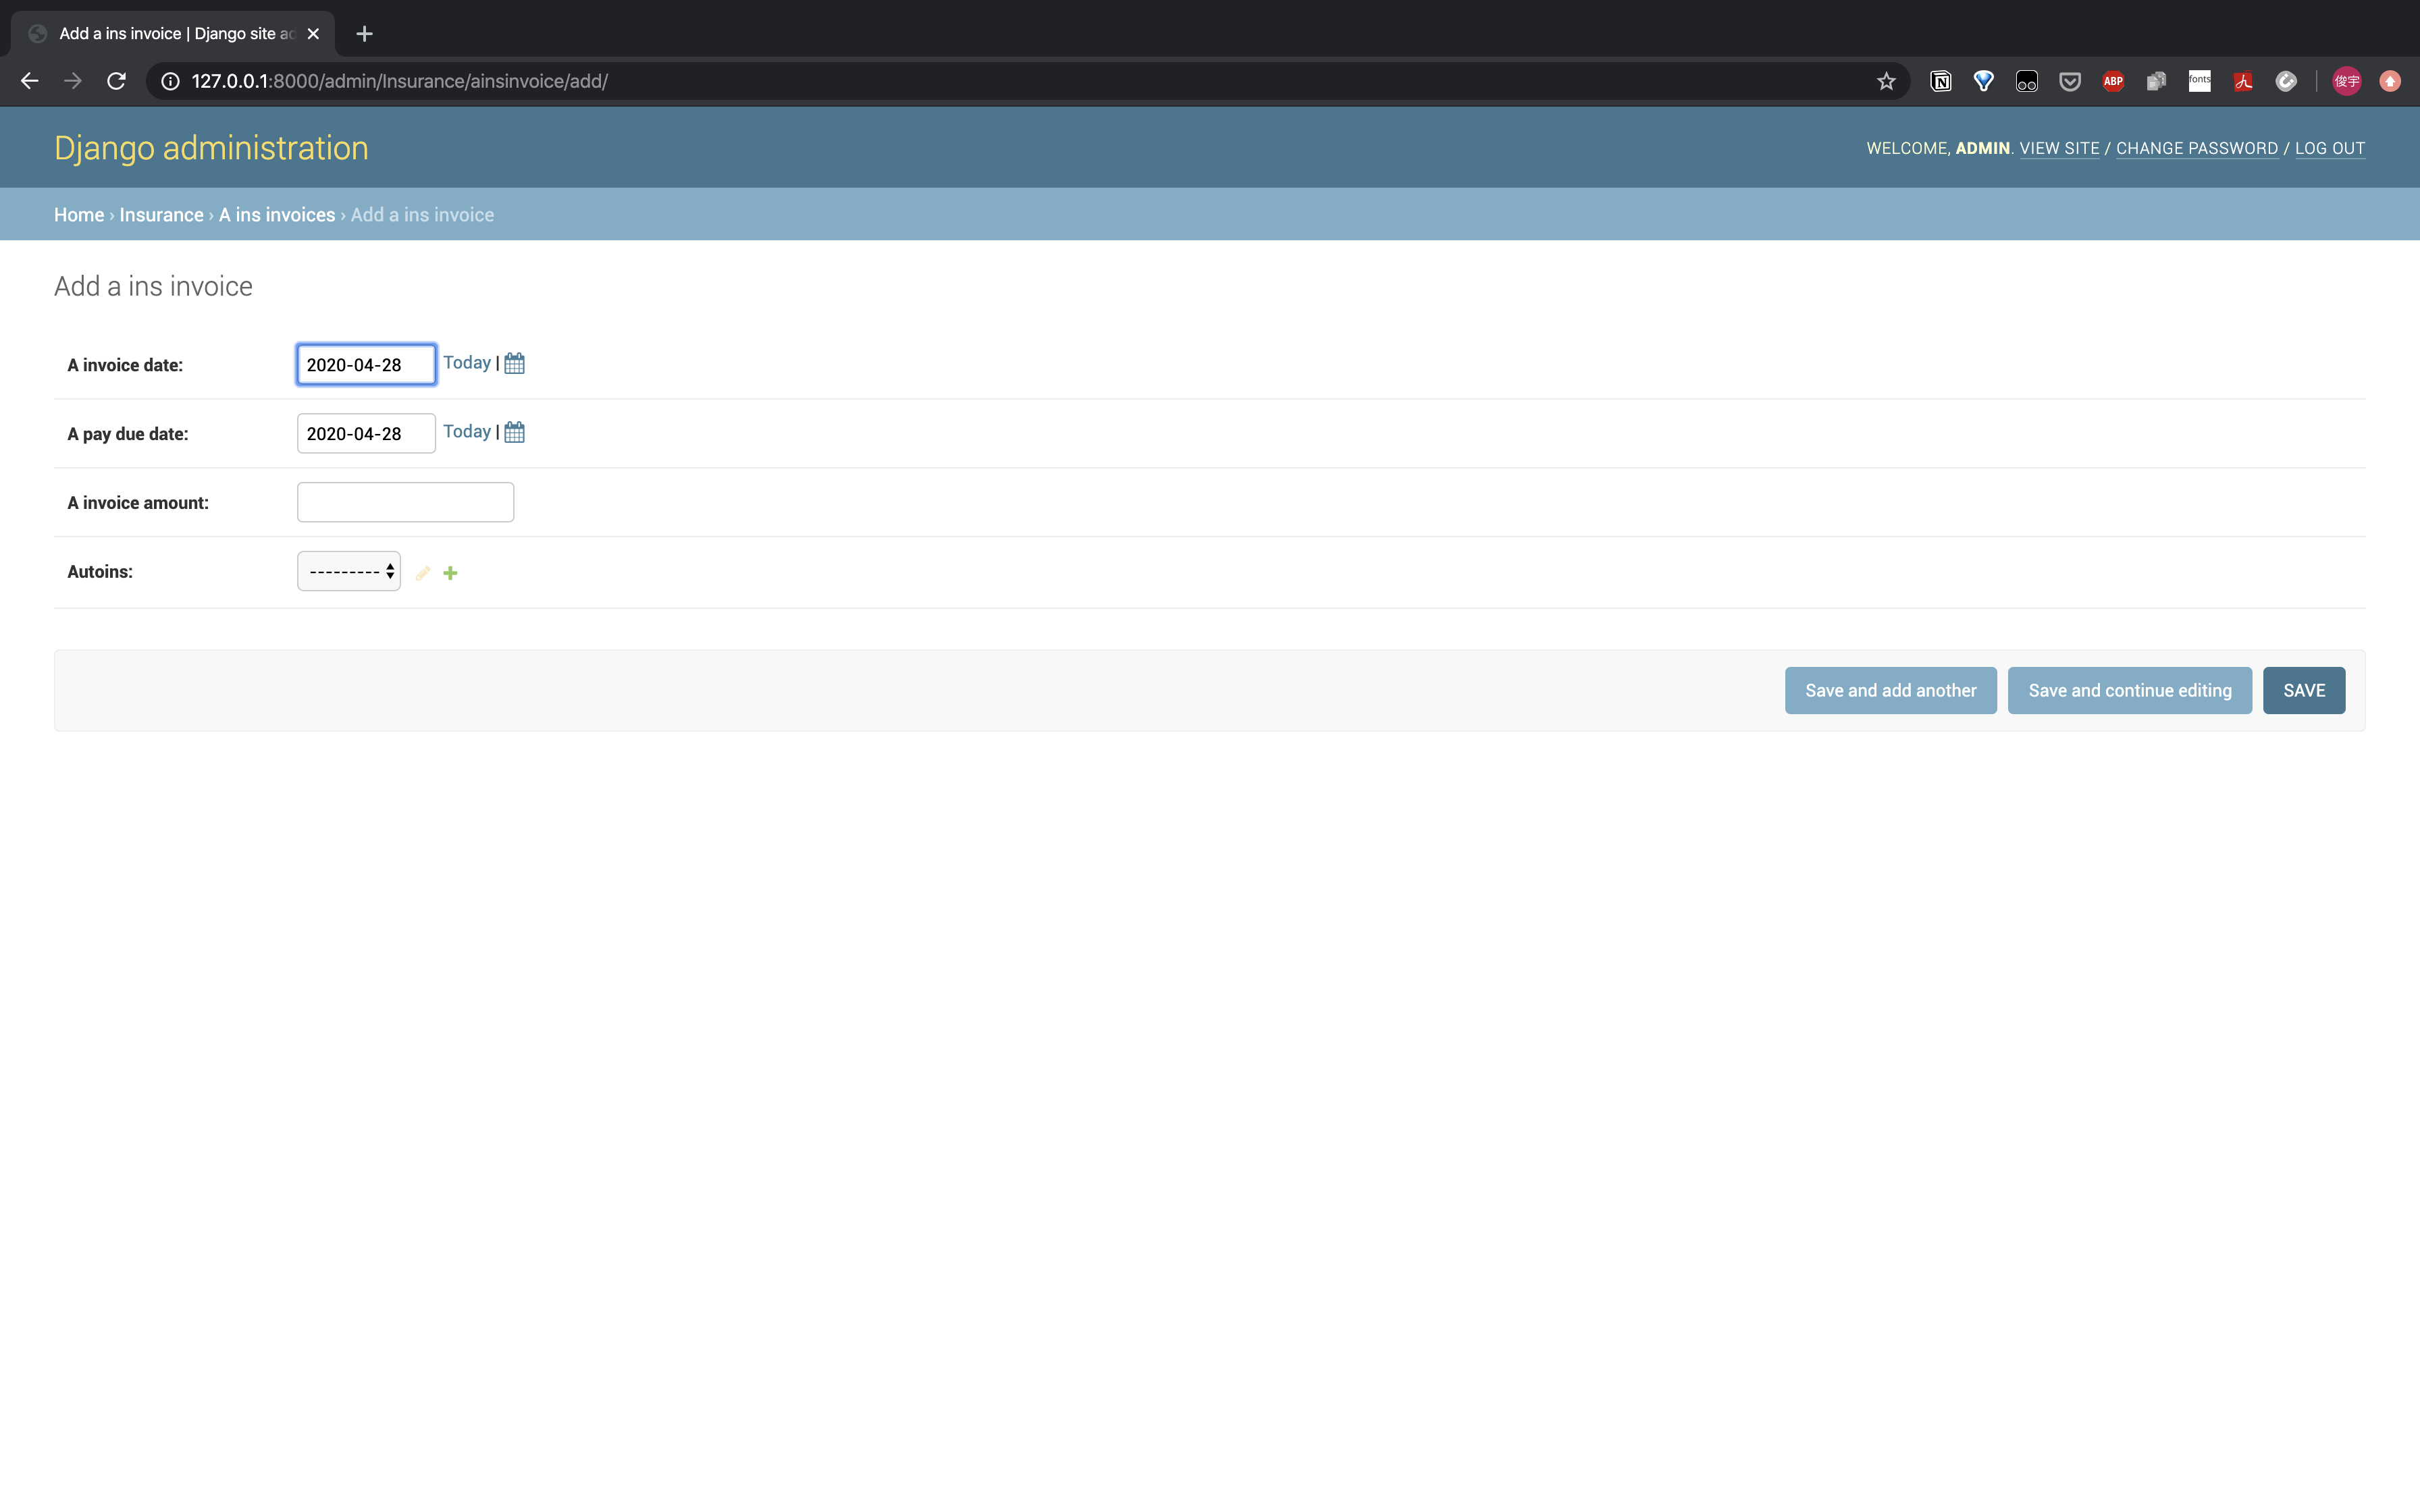 Add a ins invoice | Django site ad
127.0.0.1:8000/admin/Insurance/ainsinvoice/add/
ABP
fonts
俊宇
Django administration
WELCOME, ADMIN. VIEW SITE / CHANGE PASSWORD / LOG OUT
Home › Insurance › A ins invoices › Add a ins invoice
Add a ins invoice
A invoice date: 2020-04-28 Today |
A pay due date: 2020-04-28 Today |
A invoice amount:
Autoins: ---------
Save and add another Save and continue editing SAVE